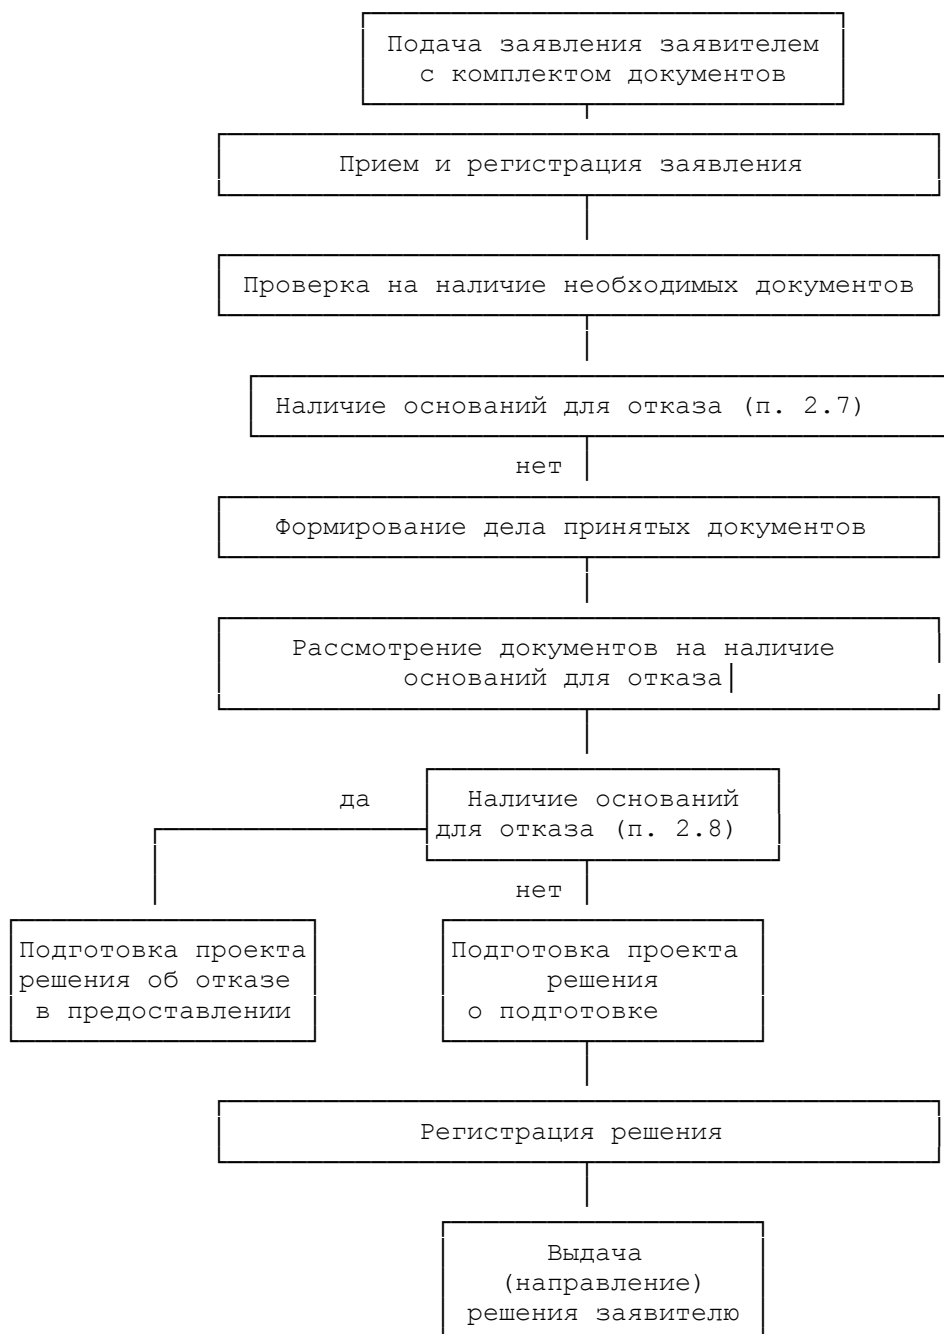 Подача заявления заявителем
с комплектом документов
Прием и регистрация заявления
Проверка на наличие необходимых документов
Наличие оснований для отказа (п. 2.7)
нет
Формирование дела принятых документов
Рассмотрение документов на наличие
оснований для отказа
да
Наличие оснований
для отказа (п. 2.8)
нет
Подготовка проекта
решения об отказе
в предоставлении
Подготовка проекта
решения
о подготовке
Регистрация решения
Выдача
(направление)
решения заявителю